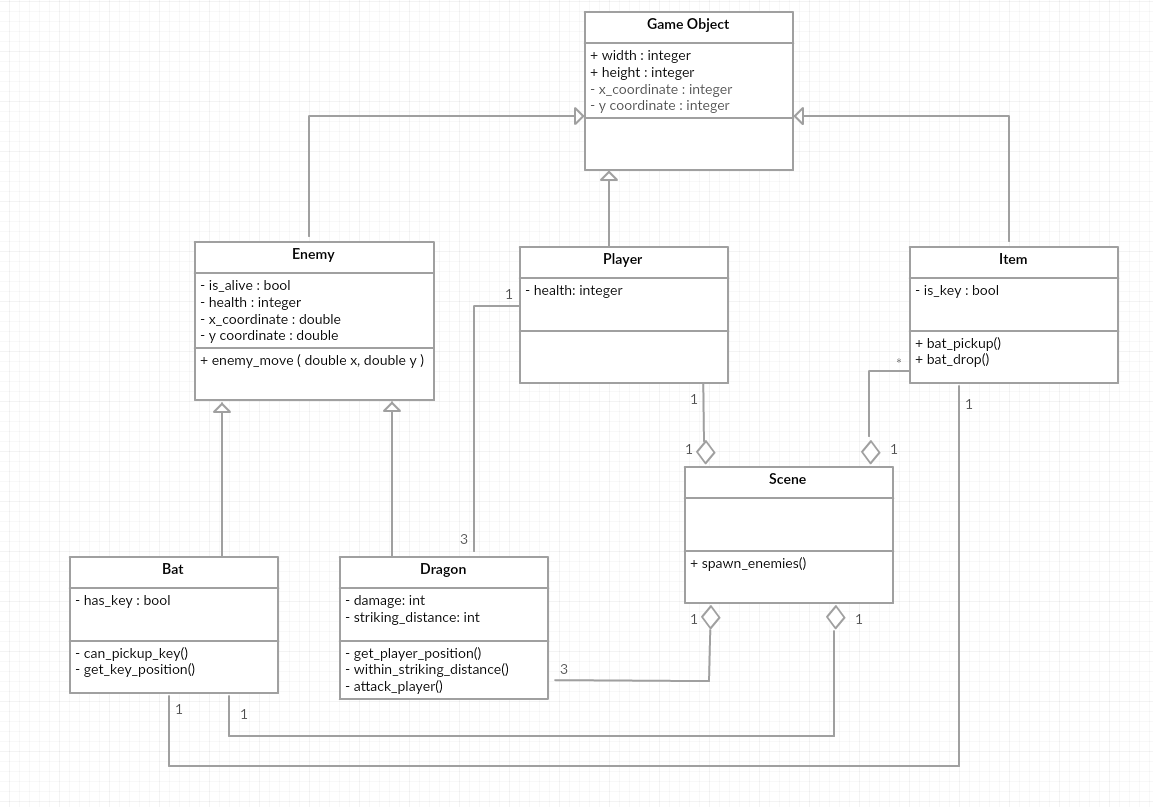 Game Object
+ width : integer
+ height : integer
- x_coordinate : integer
- y coordinate : integer
Enemy
- is_alive : bool
- health : integer
- x_coordinate : double
- y coordinate : double
+ enemy_move ( double x, double y )
Player
- health: integer
Item
- is_key : bool
+ bat_pickup()
+ bat_drop()
1
3
1
1
*
1
1
Scene
+ spawn_enemies()
Bat
- has_key : bool
- can_pickup_key()
- get_key_position()
Dragon
- damage: int
- striking_distance: int
- get_player_position()
- within_striking_distance()
- attack_player()
1
1
3
1
1